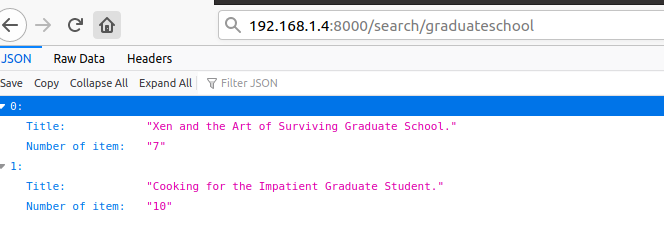 192.168.1.4:8000/search/graduateschool
JSON Raw Data Headers
Save Copy Collapse All Expand All Filter JSON
0:
Title: "Xen and the Art of Surviving Graduate School."
Number of item: "7"
1:
Title: "Cooking for the Impatient Graduate Student."
Number of item: "10"